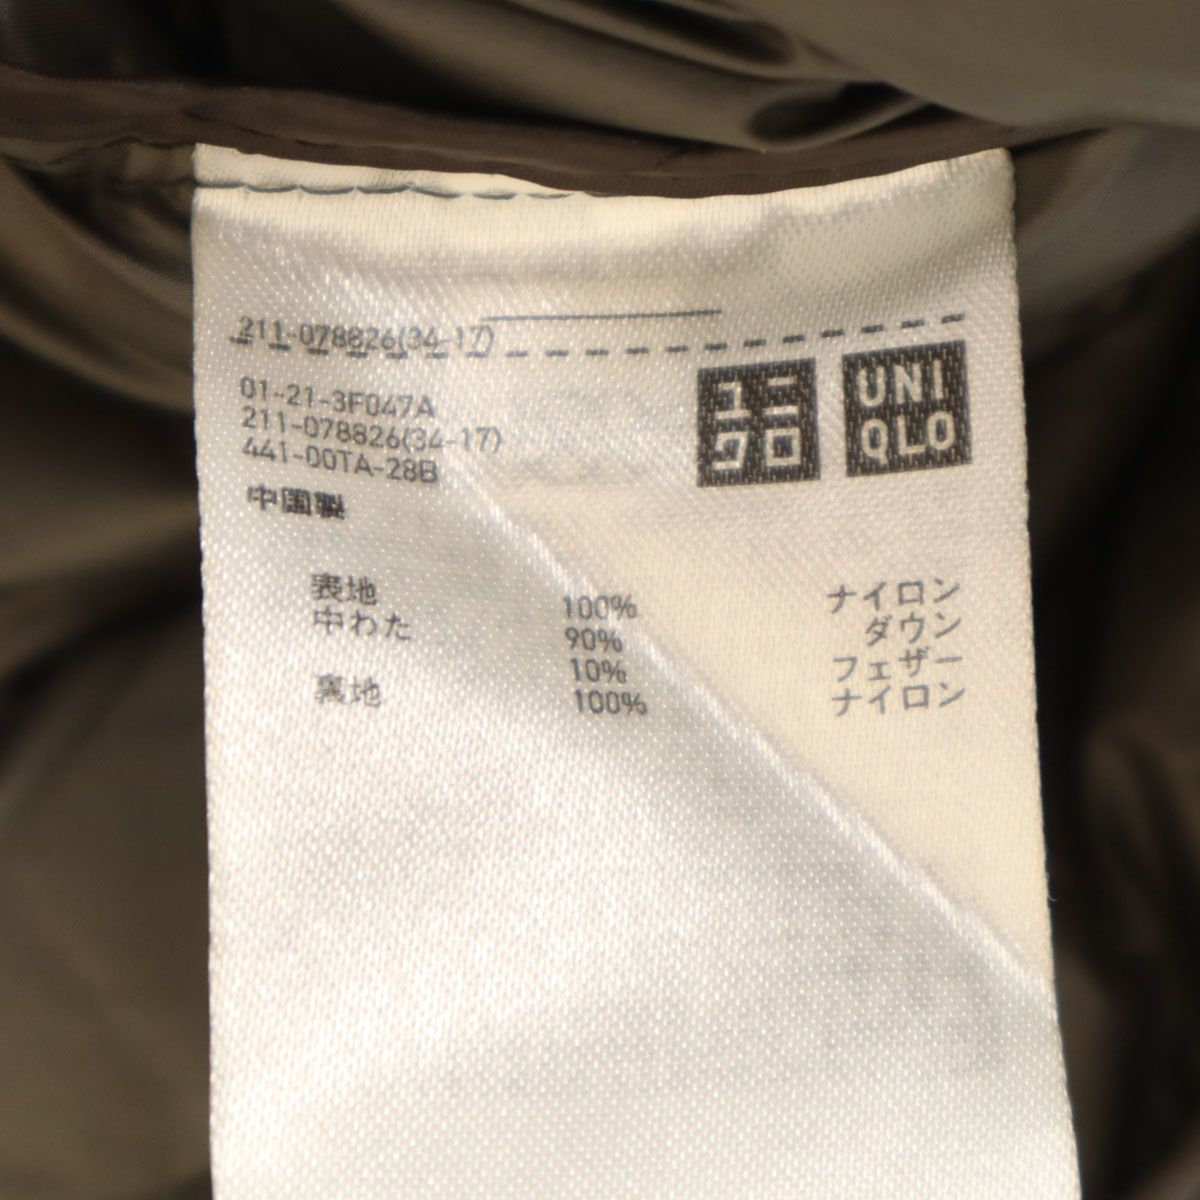 211-078826(34-17)
01-21-3F047A
211-078826(34-17)
441-00TA-28B
中国製
ユニ
クロ
UNI
QLO
表地 100% ナイロン
中わた 90% ダウン
10% フェザー
裏地 100% ナイロン